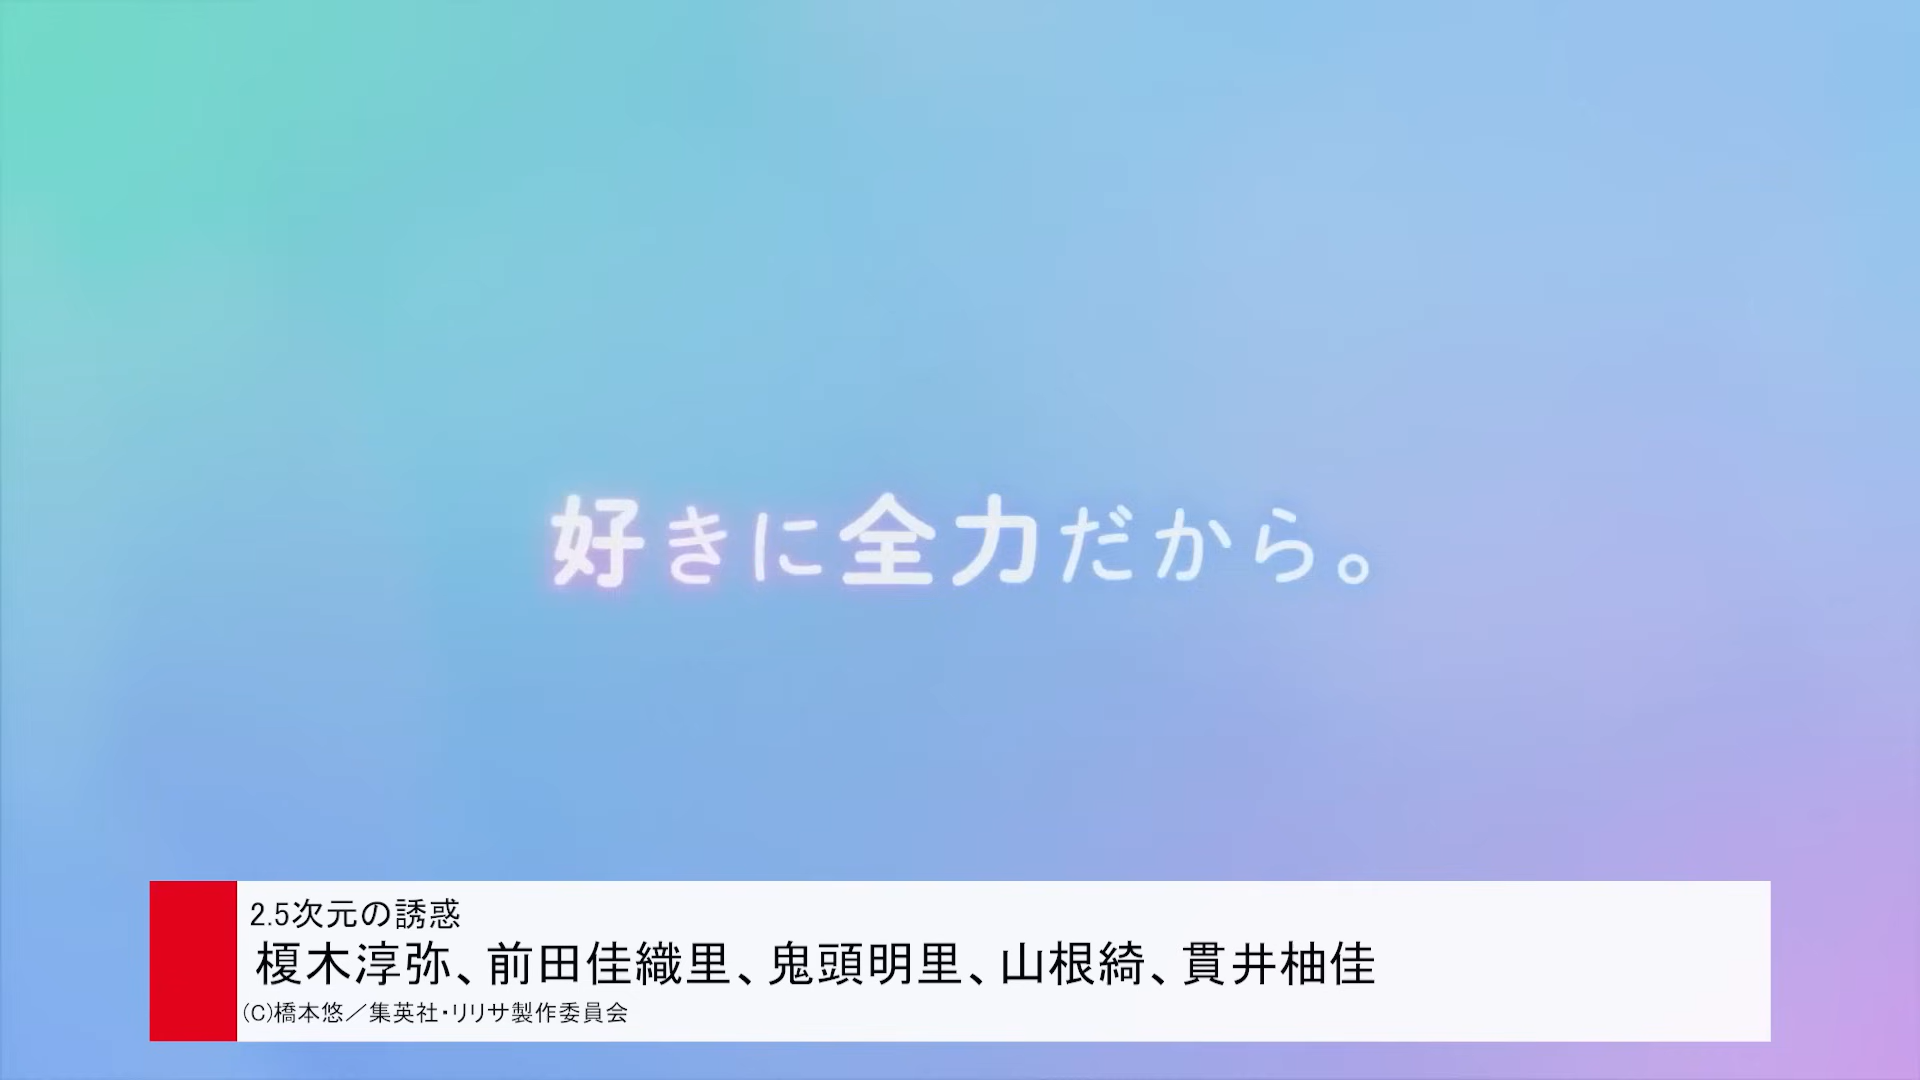 好きに全力だから。
2.5次元の誘惑
榎木淳弥、前田佳織里、鬼頭明里、山根綺、貫井柚佳
(C)橋本悠／集英社・リリサ製作委員会